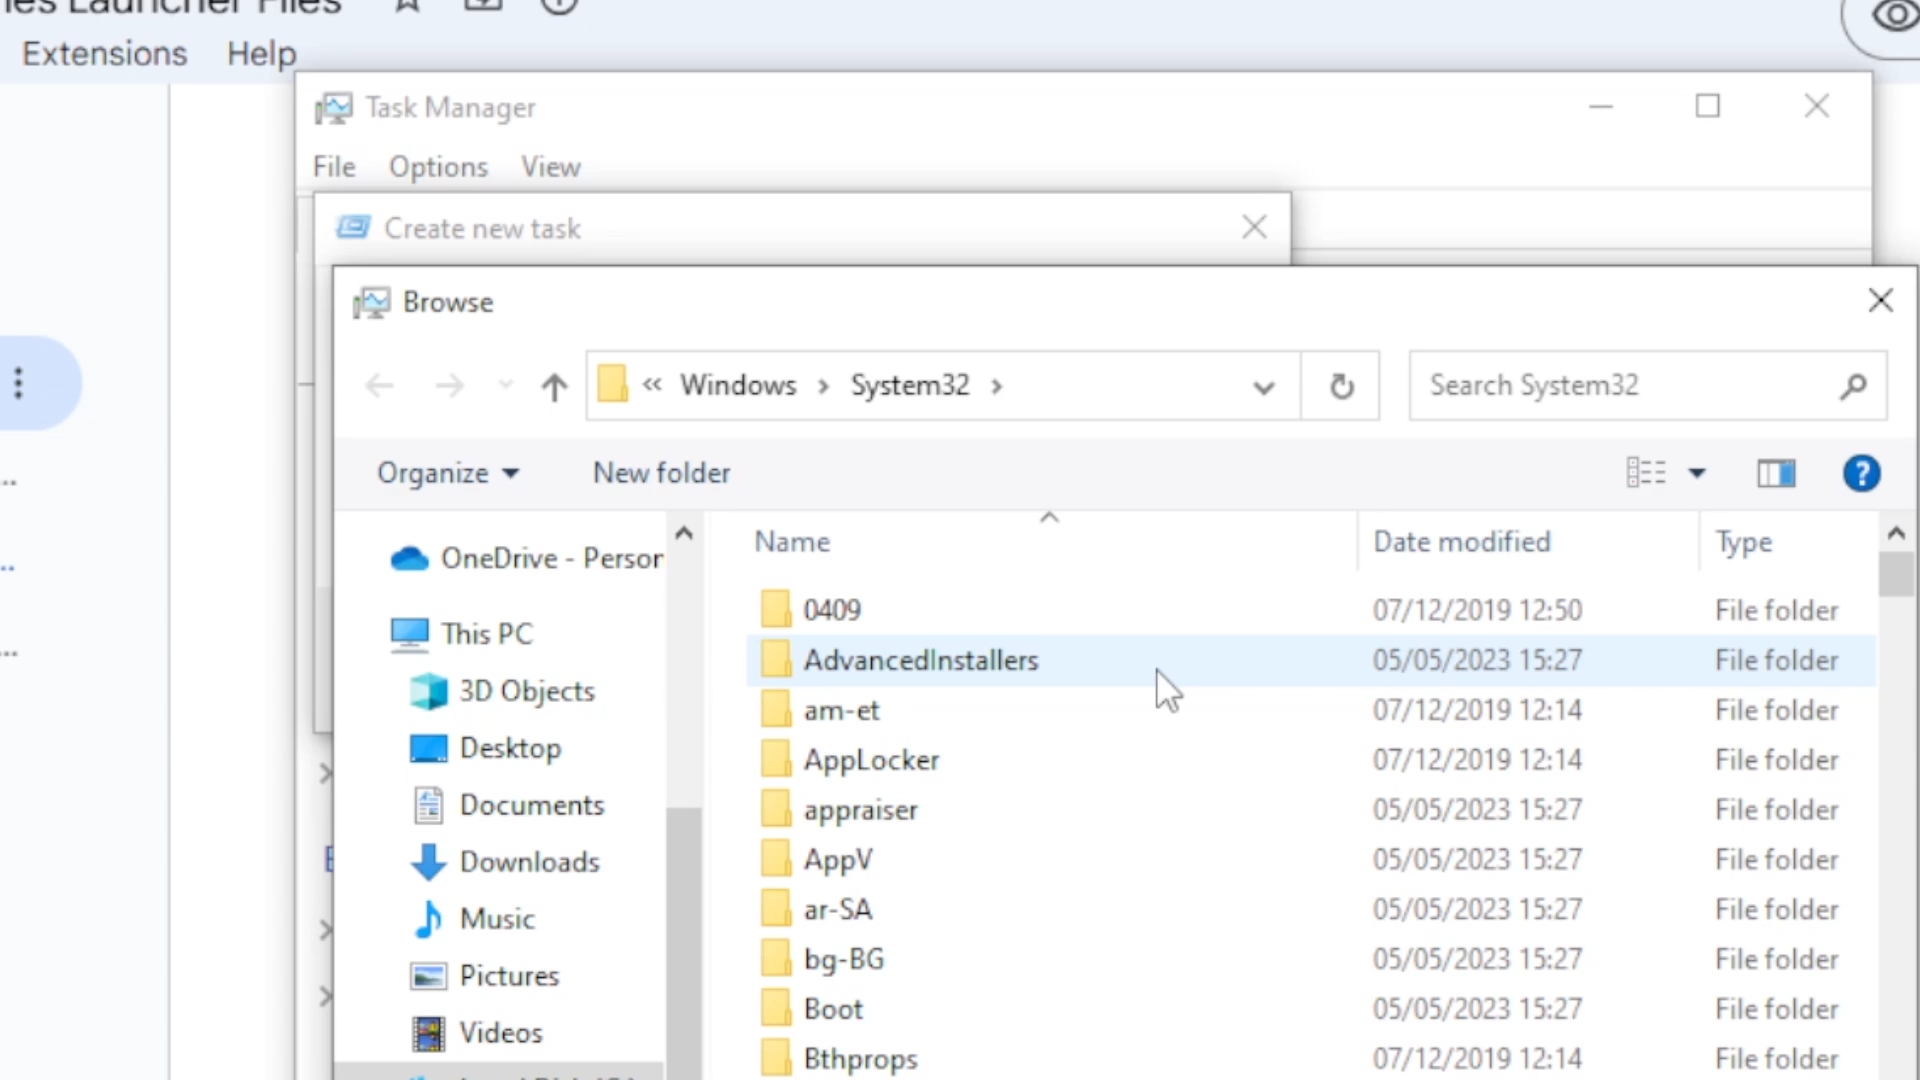 Launcher Files
Extensions Help
Task Manager
File Options View
Create new task
Browse
« Windows > System32 >
Search System32
Organize New folder
?
Name Date modified Type
OneDrive - Person
This PC
3D Objects
Desktop
Documents
Downloads
Music
Pictures
Videos
0409 07/12/2019 12:50 File folder
AdvancedInstallers 05/05/2023 15:27 File folder
am-et 07/12/2019 12:14 File folder
AppLocker 07/12/2019 12:14 File folder
appraiser 05/05/2023 15:27 File folder
AppV 05/05/2023 15:27 File folder
ar-SA 05/05/2023 15:27 File folder
bg-BG 05/05/2023 15:27 File folder
Boot 05/05/2023 15:27 File folder
Bthprops 07/12/2019 12:14 File folder